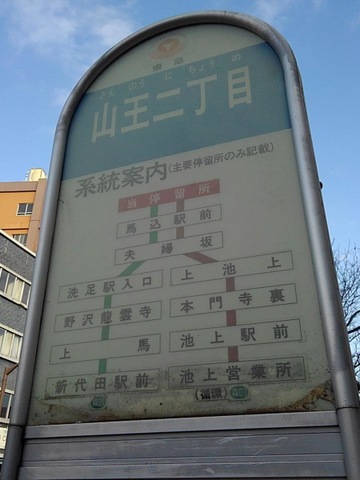 東急
さんのうにちょうめ
山王二丁目
系統案内(主要停留所のみ記載)
当停留所
馬込駅前
夫婦坂
洗足駅入口
上池上
野沢龍雲寺
本門寺裏
上馬
池上駅前
新代田駅前
池上営業所
(循環)